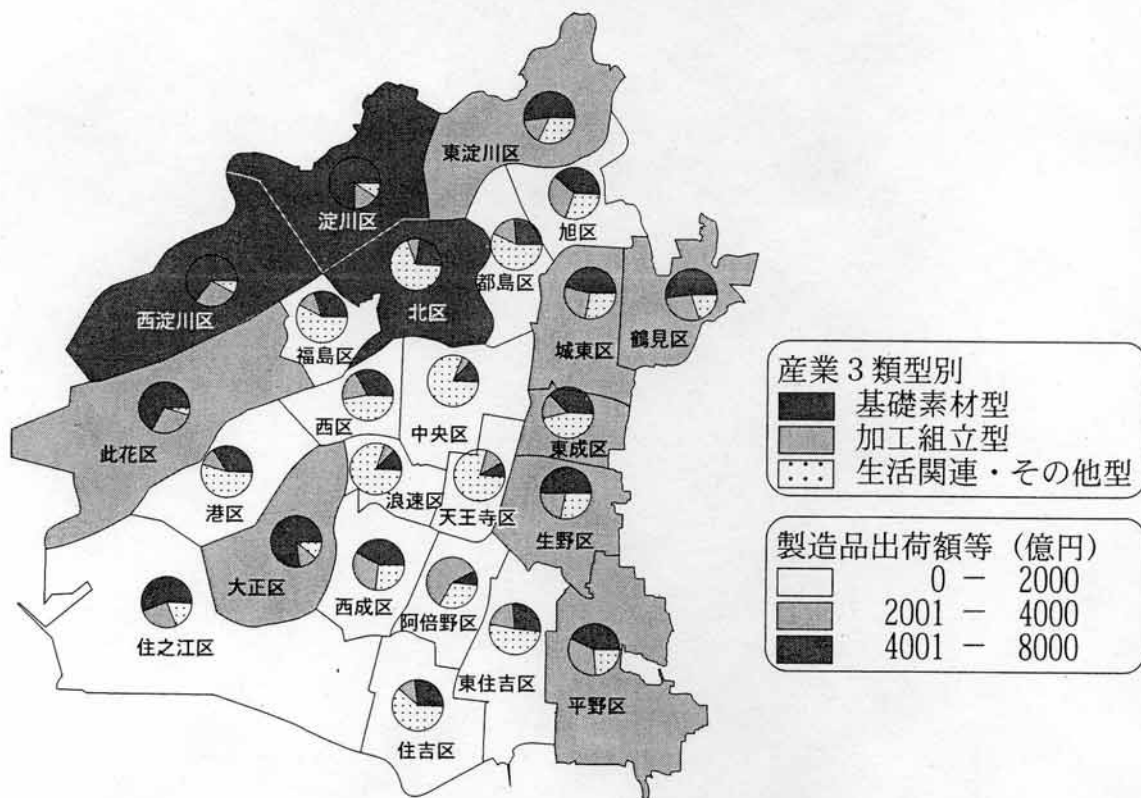 東淀川区
淀川区
旭区
都島区
北区
西淀川区
福島区
城東区
鶴見区
此花区
西区
中央区
東成区
港区
浪速区
天王寺区
生野区
大正区
西成区
阿倍野区
住之江区
東住吉区
平野区
住吉区
産業3類型別
基礎素材型
加工組立型
生活関連・その他型
製造品出荷額等 (億円)
0 - 2000
2001 - 4000
4001 - 8000